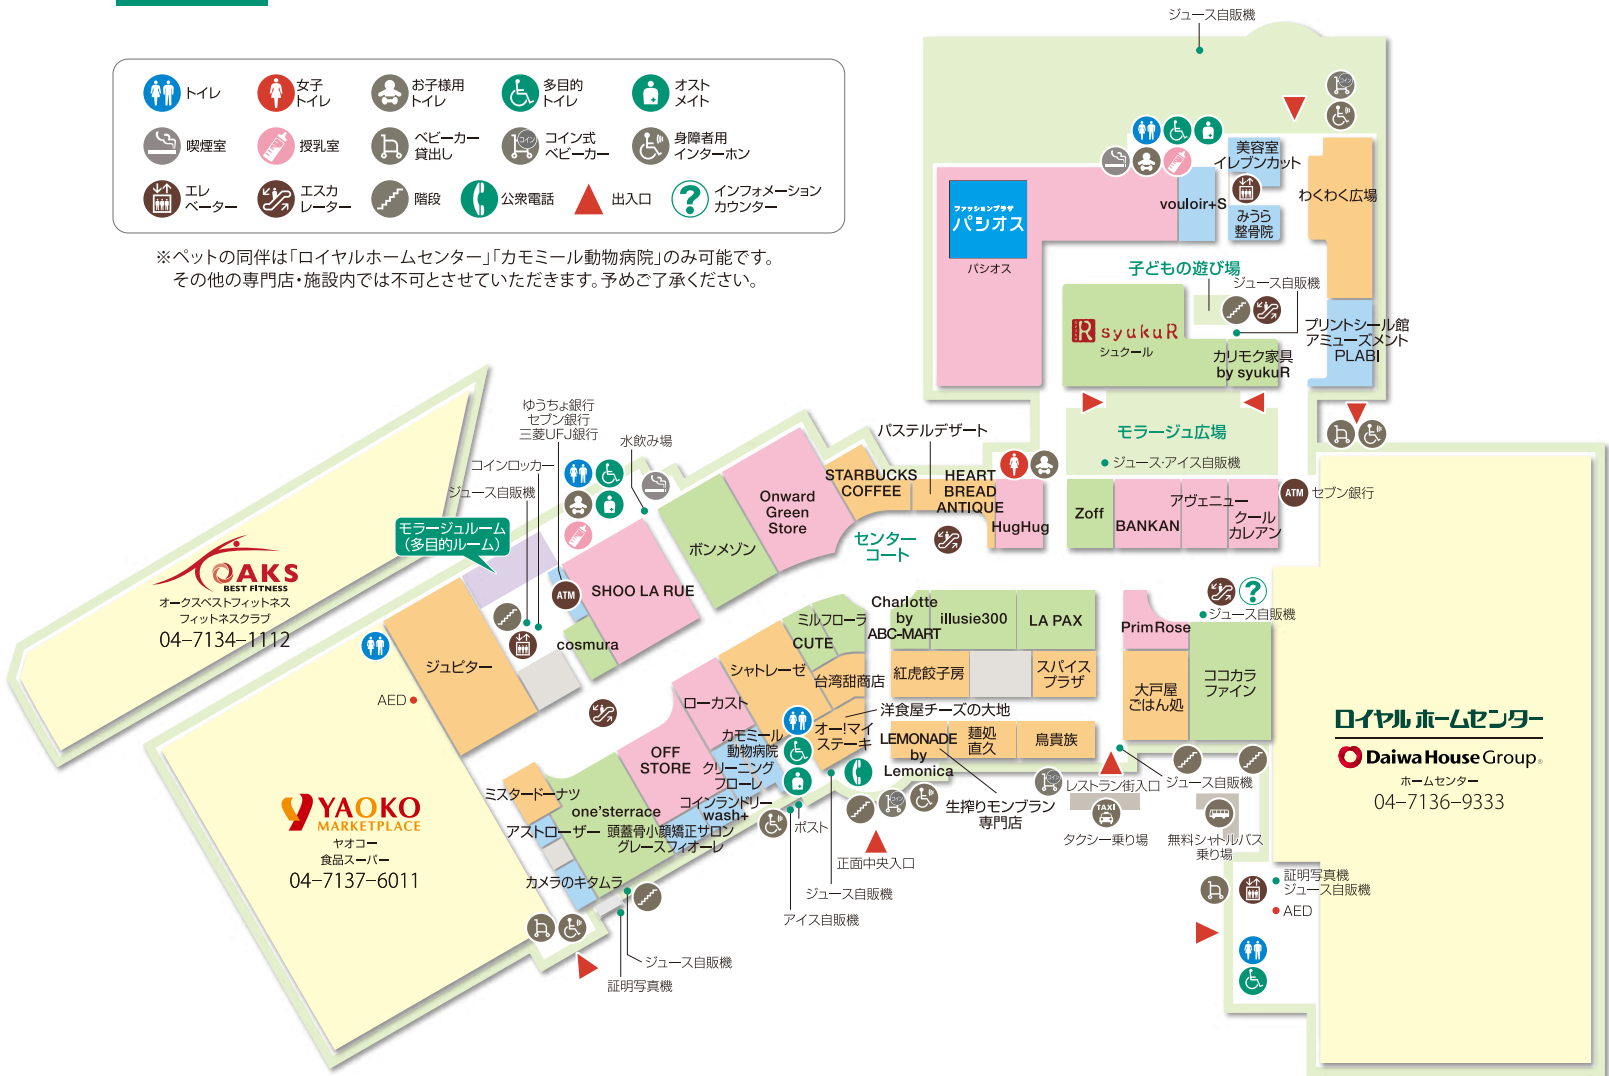 ジュース自販機
トイレ
女子
トイレ
お子様用
トイレ
多目的
トイレ
オスト
メイト
喫煙室
授乳室
ベビーカー
貸出し
コイン
コイン式
ベビーカー
身障者用
インターホン
エレ
ベーター
エスカ
レーター
階段
公衆電話
出入口
インフォメーション
カウンター
※ペットの同伴は「ロイヤルホームセンター」「カモミール動物病院」のみ可能です。
その他の専門店・施設内では不可とさせていただきます。予めご了承ください。
コイン
美容室
イレブンカット
わくわく広場
ファッションプラザ
パシオス
パシオス
vouloir+S
みうら
整骨院
子どもの遊び場
ジュース自販機
R syukuR
シュクール
カリモク家具
by syukuR
プリントシール館
アミューズメント
PLABI
モラージュ広場
ジュース・アイス自販機
ATM
セブン銀行
ゆうちょ銀行
セブン銀行
三菱UFJ銀行
水飲み場
コインロッカー
ジュース自販機
モラージュルーム
（多目的ルーム）
パステルデザート
STARBUCKS
COFFEE
HEART
BREAD
ANTIQUE
HugHug
Zoff
BANKAN
アヴェニュー
クール
カレアン
Onward
Green
Store
ボンメゾン
センター
コート
OAKS
BEST FITNESS
オークスベストフィットネス
フィットネスクラブ
04-7134-1112
ATM
SHOO LA RUE
cosmura
ジュピター
AED
ミルフローラ
CUTE
Charlotte
by
ABC-MART
illusie300
LA PAX
PrimRose
ジュース自販機
シャトレーゼ
台湾甜商店
紅虎餃子房
スパイス
プラザ
大戸屋
ごはん処
ココカラ
ファイン
ローカスト
洋食屋チーズの大地
オー！マイ
ステーキ
カモミール
動物病院
OFF
STORE
クリーニング
フローレ
コインランドリー
wash+
LEMONADE
by
Lemonica
麺処
直久
鳥貴族
ミスタードーナツ
one'sterrace
アストローザー
頭蓋骨小顔矯正サロン
グレースフィオーレ
カメラのキタムラ
ポスト
コイン
生搾りモンブラン
専門店
コイン
レストラン街入口
ジュース自販機
TAXI
タクシー乗り場
無料シャトルバス
乗り場
正面中央入口
ジュース自販機
アイス自販機
ジュース自販機
証明写真機
YAOKO
MARKETPLACE
ヤオコー
食品スーパー
04-7137-6011
ロイヤルホームセンター
Daiwa House Group®
ホームセンター
04-7136-9333
証明写真機
ジュース自販機
AED